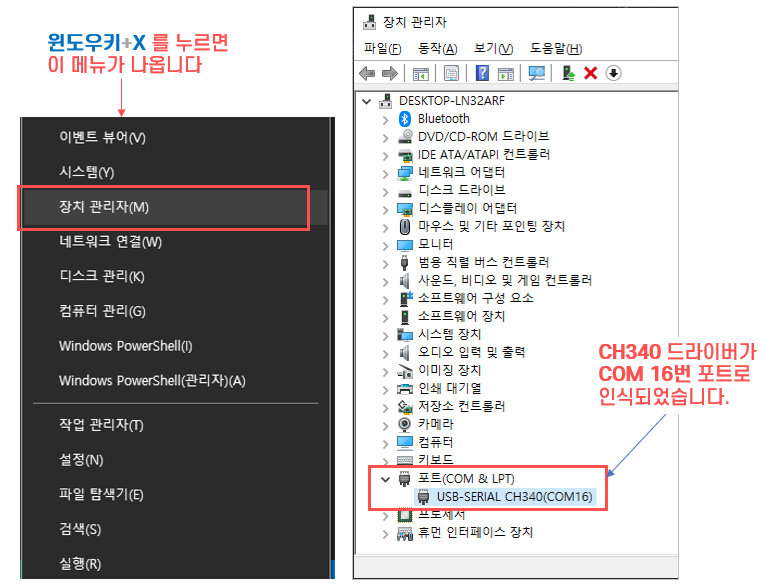 윈도우키+X 를 누르면
이 메뉴가 나옵니다
이벤트 뷰어(V)
시스템(Y)
장치 관리자(M)
네트워크 연결(W)
디스크 관리(K)
컴퓨터 관리(G)
Windows PowerShell(I)
Windows PowerShell(관리자)(A)
작업 관리자(T)
설정(N)
파일 탐색기(E)
검색(S)
실행(R)
장치 관리자
파일(F) 동작(A) 보기(V) 도움말(H)
DESKTOP-LN32ARF
Bluetooth
DVD/CD-ROM 드라이브
IDE ATA/ATAPI 컨트롤러
네트워크 어댑터
디스크 드라이브
디스플레이 어댑터
마우스 및 기타 포인팅 장치
모니터
범용 직렬 버스 컨트롤러
사운드, 비디오 및 게임 컨트롤러
소프트웨어 구성 요소
소프트웨어 장치
시스템 장치
오디오 입력 및 출력
이미징 장치
인쇄 대기열
저장소 컨트롤러
카메라
컴퓨터
키보드
포트(COM & LPT)
USB-SERIAL CH340(COM16)
프로세서
휴먼 인터페이스 장치
CH340 드라이버가
COM 16번 포트로
인식되었습니다.